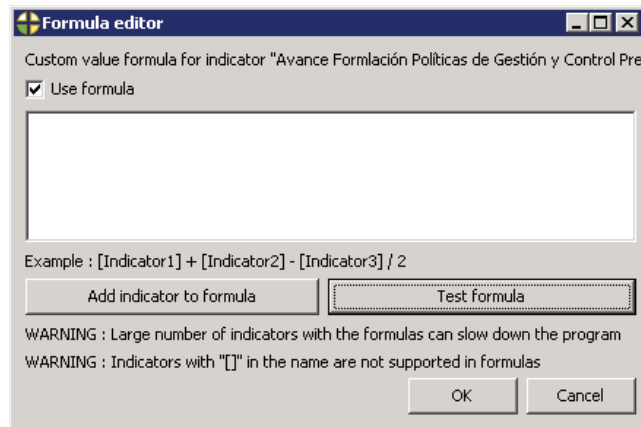 Formula editor
Custom value formula for indicator "Avance Formlación Políticas de Gestión y Control Pre
Use formula
Example : [Indicator1] + [Indicator2] - [Indicator3] / 2
Add indicator to formula
Test formula
WARNING : Large number of indicators with the formulas can slow down the program
WARNING : Indicators with "[]" in the name are not supported in formulas
OK
Cancel